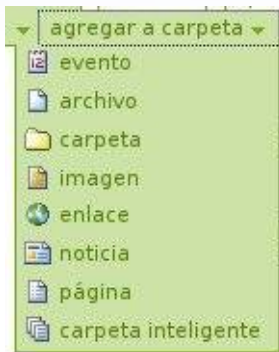 agregar a carpeta
evento
archivo
carpeta
imagen
enlace
noticia
página
carpeta inteligente